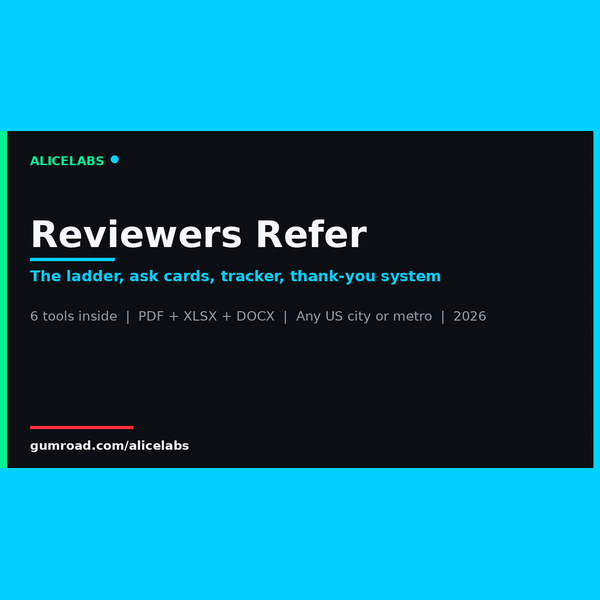 ALICELABS
Reviewers Refer
The ladder, ask cards, tracker, thank-you system
6 tools inside | PDF + XLSX + DOCX | Any US city or metro | 2026
gumroad.com/alicelabs